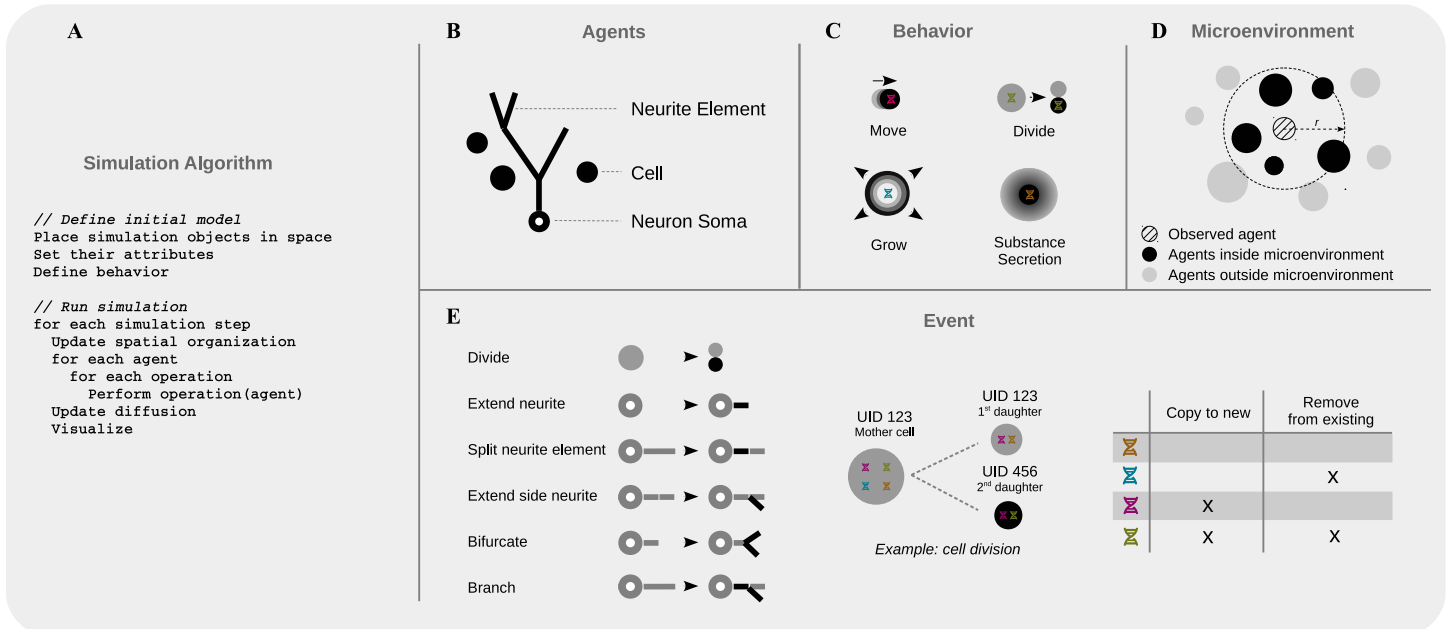 A
Simulation Algorithm
// Define initial model
Place simulation objects in space
Set their attributes
Define behavior
// Run simulation
for each simulation step
Update spatial organization
for each agent
for each operation
Perform operation(agent)
Update diffusion
Visualize
B
Agents
Neurite Element
Cell
Neuron Soma
C
Behavior
Move
Divide
Grow
Substance
Secretion
D
Microenvironment
r
Observed agent
Agents inside microenvironment
Agents outside microenvironment
E
Event
Divide
Extend neurite
Split neurite element
Extend side neurite
Bifurcate
Branch
UID 123
Mother cell
UID 123
1st daughter
UID 456
2nd daughter
Example: cell division
Copy to new
Remove
from existing
X
X
X
X